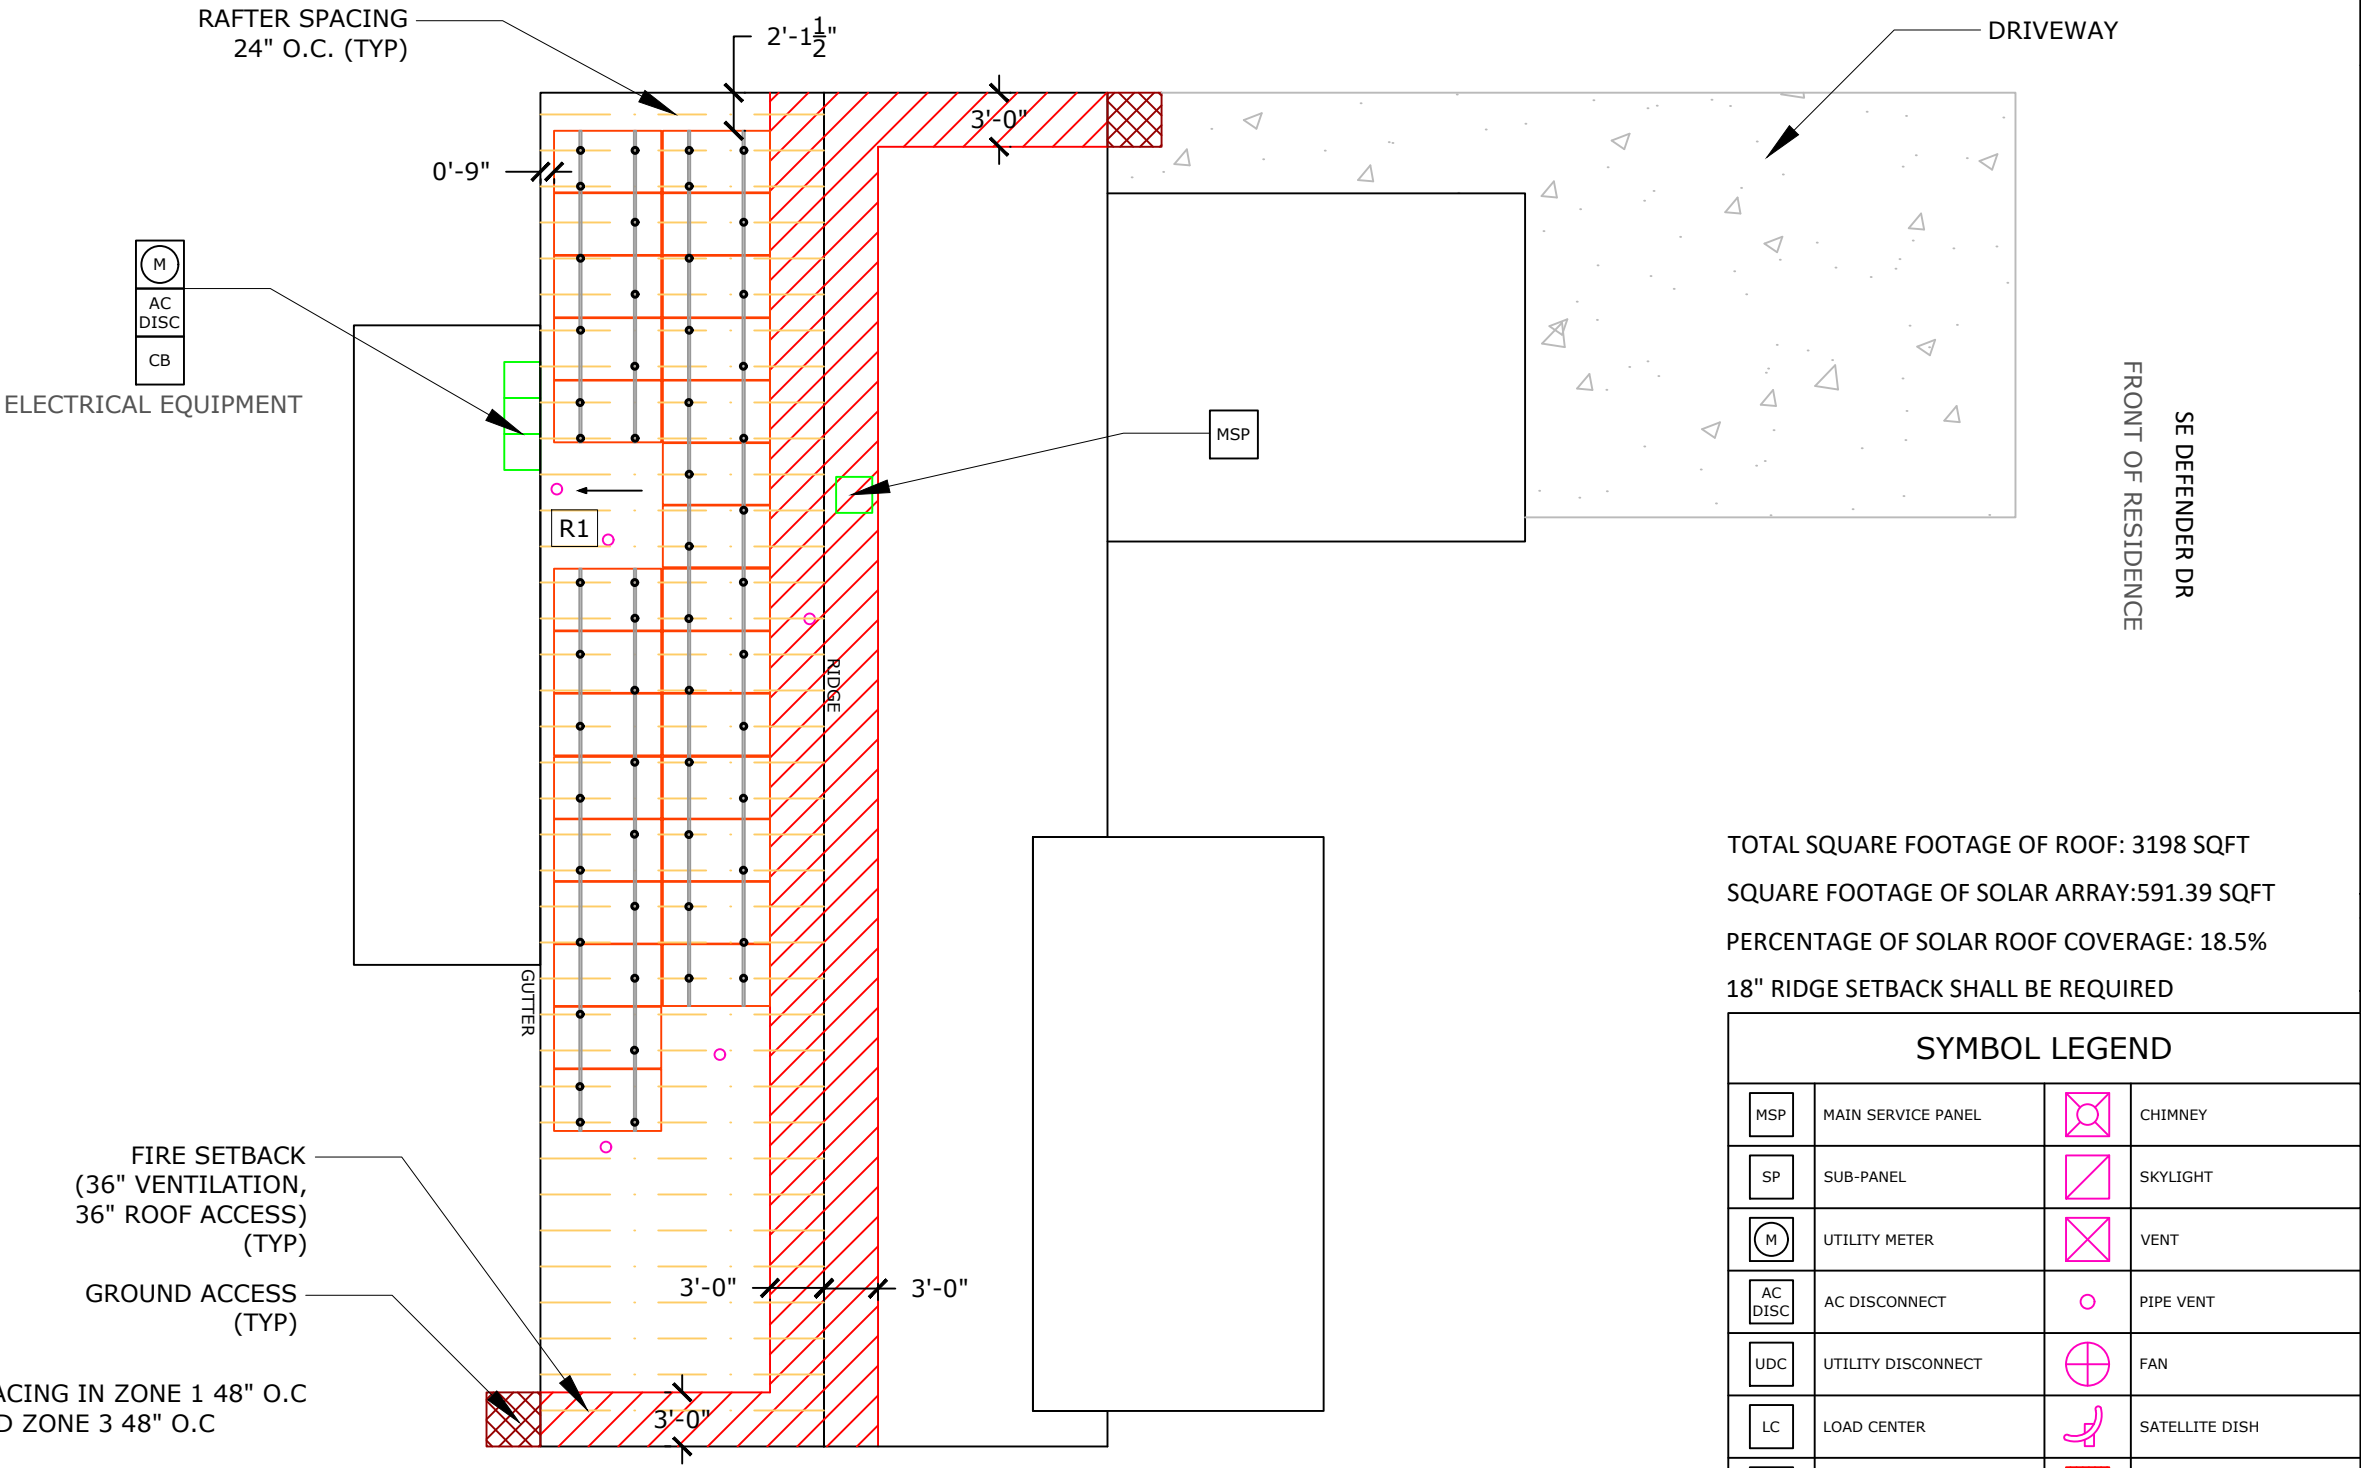 RAFTER SPACING
24" O.C. (TYP)
2'-1 1/2"
DRIVEWAY
3'-0"
0'-9"
M
AC
DISC
CB
ELECTRICAL EQUIPMENT
MSP
R1
FRONT OF RESIDENCE
SE DEFENDER DR
RIDGE
GUTTER
TOTAL SQUARE FOOTAGE OF ROOF: 3198 SQFT
SQUARE FOOTAGE OF SOLAR ARRAY:591.39 SQFT
PERCENTAGE OF SOLAR ROOF COVERAGE: 18.5%
18" RIDGE SETBACK SHALL BE REQUIRED
FIRE SETBACK
(36" VENTILATION,
36" ROOF ACCESS)
(TYP)
GROUND ACCESS
(TYP)
3'-0"
3'-0"
3'-0"
ACING IN ZONE 1 48" O.C
D ZONE 3 48" O.C
SYMBOL LEGEND
MSP MAIN SERVICE PANEL CHIMNEY
SP SUB-PANEL SKYLIGHT
M UTILITY METER VENT
AC DISC AC DISCONNECT PIPE VENT
UDC UTILITY DISCONNECT FAN
LC LOAD CENTER SATELLITE DISH